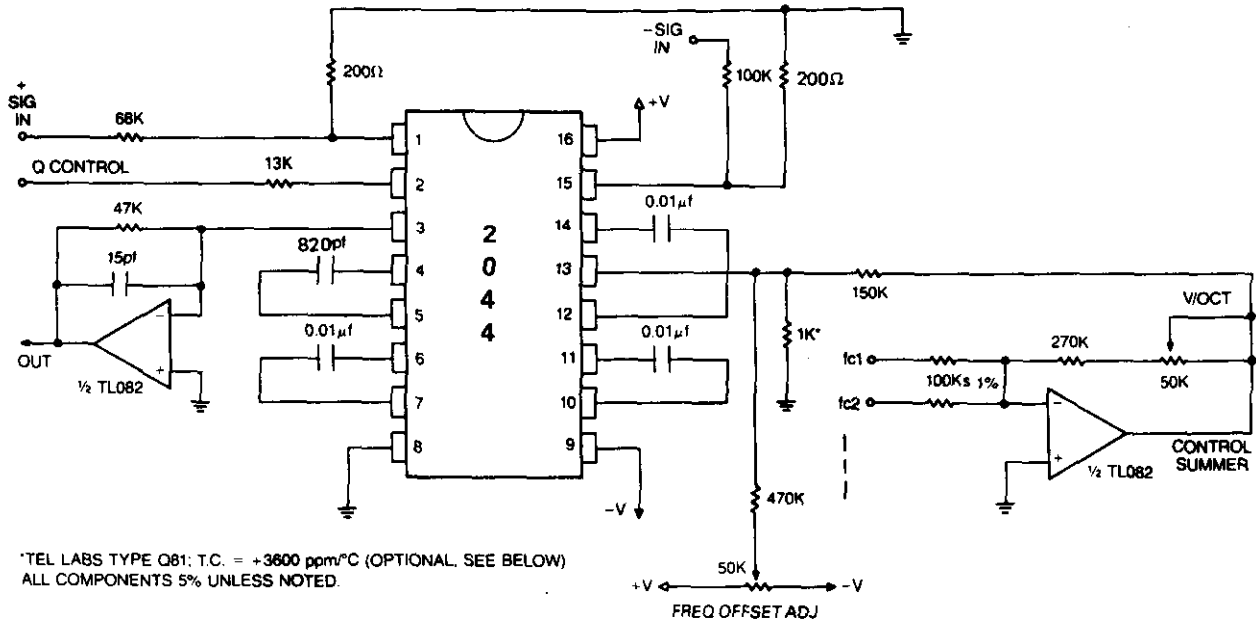 −SIG
IN
200Ω
100K
200Ω
+
SIG
IN
68K
+V
1
16
Q CONTROL
13K
2
15
47K
0.01μf
3
14
15pf
820pf
2
0
4
4
4
13
150K
V/OCT
5
12
1K*
0.01μf
0.01μf
270K
OUT
6
11
fc1
½ TL082
100Ks 1%
50K
7
10
fc2
8
9
CONTROL
SUMMER
½ TL082
−V
470K
*TEL LABS TYPE Q81; T.C. = +3600 ppm/°C (OPTIONAL, SEE BELOW)
ALL COMPONENTS 5% UNLESS NOTED.
50K
+V
−V
FREQ OFFSET ADJ
−
+
−
+